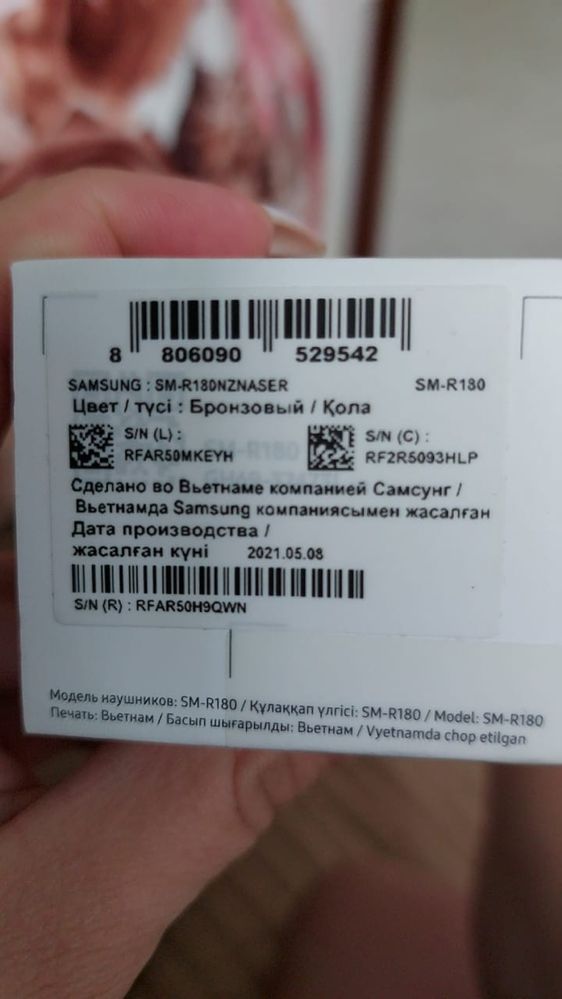 8 806090 529542
SAMSUNG : SM-R180NZNASER SM-R180
Цвет / түсі : Бронзовый / Қола
S/N (L) : S/N (C) :
RFAR50MKEYH RF2R5093HLP
Сделано во Вьетнаме компанией Самсунг /
Вьетнамда Samsung компаниясымен жасалған
Дата производства /
жасалған күні 2021.05.08
S/N (R) : RFAR50H9QWN
Модель наушников: SM-R180 / Құлаққап үлгісі: SM-R180 / Model: SM-R180
Печать: Вьетнам / Басып шығарылды: Вьетнам / Vyetnamda chop etilgan